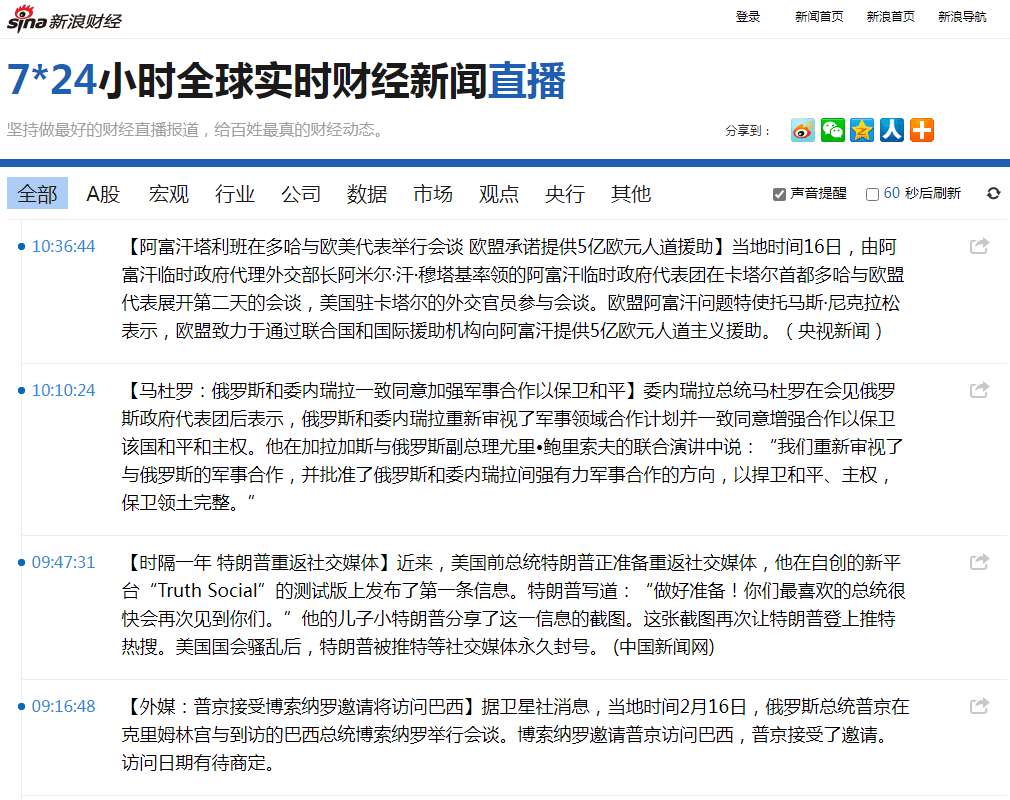 sina新浪财经
登录 新闻首页 新浪首页 新浪导航
7*24小时全球实时财经新闻直播
坚持做最好的财经直播报道，给百姓最真的财经动态。
分享到：
全部 A股 宏观 行业 公司 数据 市场 观点 央行 其他 声音提醒 60 秒后刷新
10:36:44 【阿富汗塔利班在多哈与欧美代表举行会谈 欧盟承诺提供5亿欧元人道援助】当地时间16日，由阿
富汗临时政府代理外交部长阿米尔·汗·穆塔基率领的阿富汗临时政府代表团在卡塔尔首都多哈与欧盟
代表展开第二天的会谈，美国驻卡塔尔的外交官员参与会谈。欧盟阿富汗问题特使托马斯·尼克拉松
表示，欧盟致力于通过联合国和国际援助机构向阿富汗提供5亿欧元人道主义援助。（央视新闻）
10:10:24 【马杜罗：俄罗斯和委内瑞拉一致同意加强军事合作以保卫和平】委内瑞拉总统马杜罗在会见俄罗
斯政府代表团后表示，俄罗斯和委内瑞拉重新审视了军事领域合作计划并一致同意增强合作以保卫
该国和平和主权。他在加拉加斯与俄罗斯副总理尤里•鲍里索夫的联合演讲中说：“我们重新审视了
与俄罗斯的军事合作，并批准了俄罗斯和委内瑞拉间强有力军事合作的方向，以捍卫和平、主权，
保卫领土完整。”
09:47:31 【时隔一年 特朗普重返社交媒体】近来，美国前总统特朗普正准备重返社交媒体，他在自创的新平
台“Truth Social”的测试版上发布了第一条信息。特朗普写道：“做好准备！你们最喜欢的总统很
快会再次见到你们。”他的儿子小特朗普分享了这一信息的截图。这张截图再次让特朗普登上推特
热搜。美国国会骚乱后，特朗普被推特等社交媒体永久封号。 (中国新闻网)
09:16:48 【外媒：普京接受博索纳罗邀请将访问巴西】据卫星社消息，当地时间2月16日，俄罗斯总统普京在
克里姆林宫与到访的巴西总统博索纳罗举行会谈。博索纳罗邀请普京访问巴西，普京接受了邀请。
访问日期有待商定。